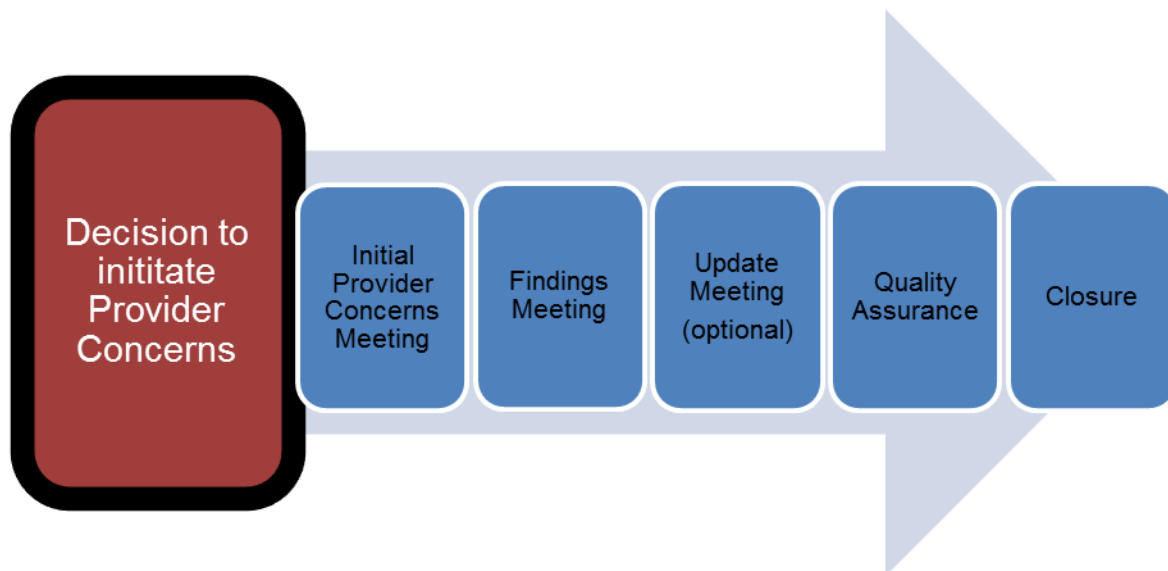 Decision to
inititate
Provider
Concerns
Initial
Provider
Concerns
Meeting
Findings
Meeting
Update
Meeting
(optional)
Quality
Assurance
Closure